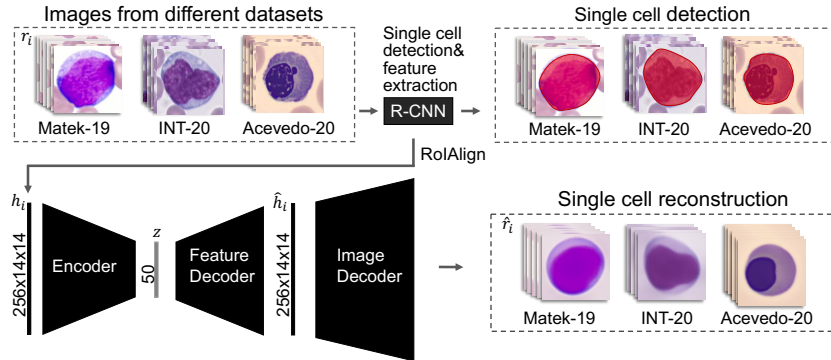 Images from different datasets
r_i
Matek-19
INT-20
Acevedo-20
Single cell
detection&
feature
extraction
R-CNN
RoIAlign
Single cell detection
Matek-19
INT-20
Acevedo-20
h_i
256x14x14
Encoder
z
50
Feature
Decoder
ĥ_i
256x14x14
Image
Decoder
Single cell reconstruction
r̂_i
Matek-19
INT-20
Acevedo-20